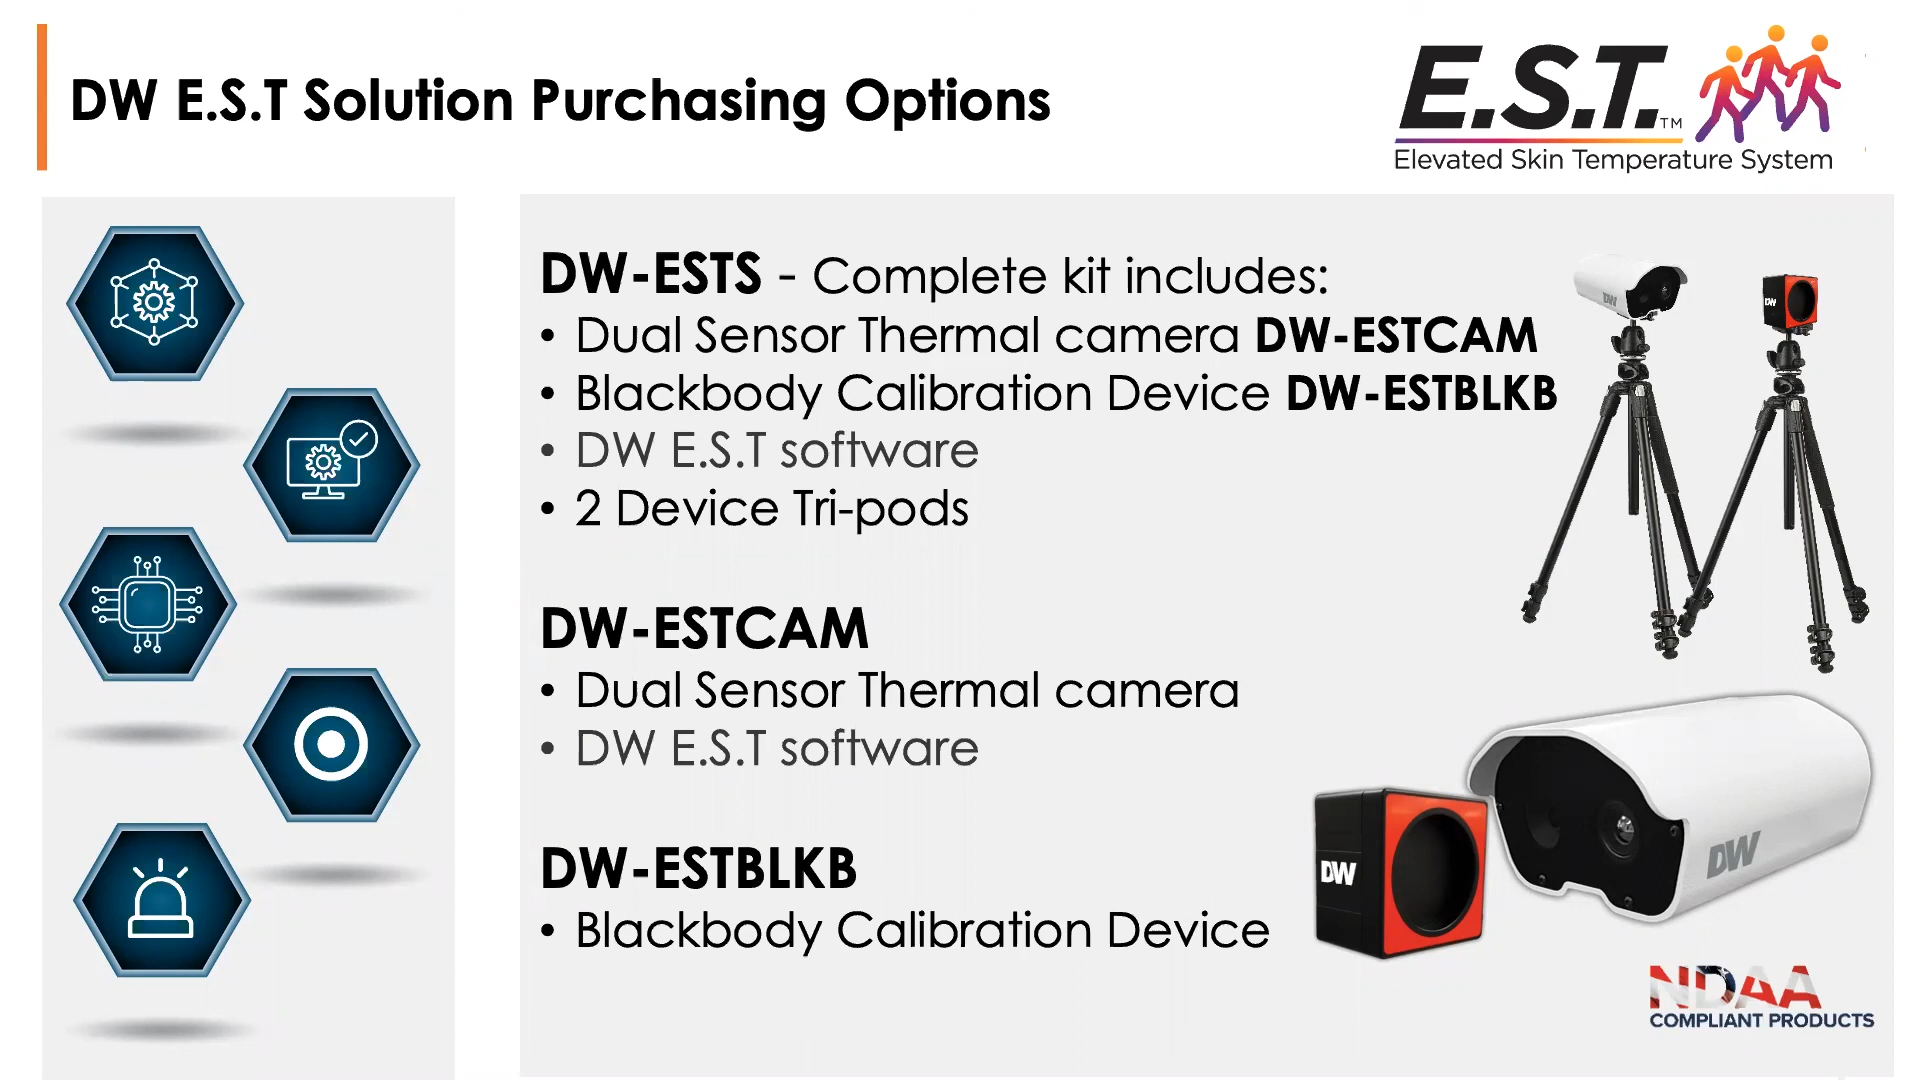 DW E.S.T Solution Purchasing Options
E.S.T.™
Elevated Skin Temperature System
DW-ESTS - Complete kit includes:
• Dual Sensor Thermal camera DW-ESTCAM
• Blackbody Calibration Device DW-ESTBLKB
• DW E.S.T software
• 2 Device Tri-pods
DW-ESTCAM
• Dual Sensor Thermal camera
• DW E.S.T software
DW-ESTBLKB
• Blackbody Calibration Device
DW
DW
DW
DW
NDAA
COMPLIANT PRODUCTS